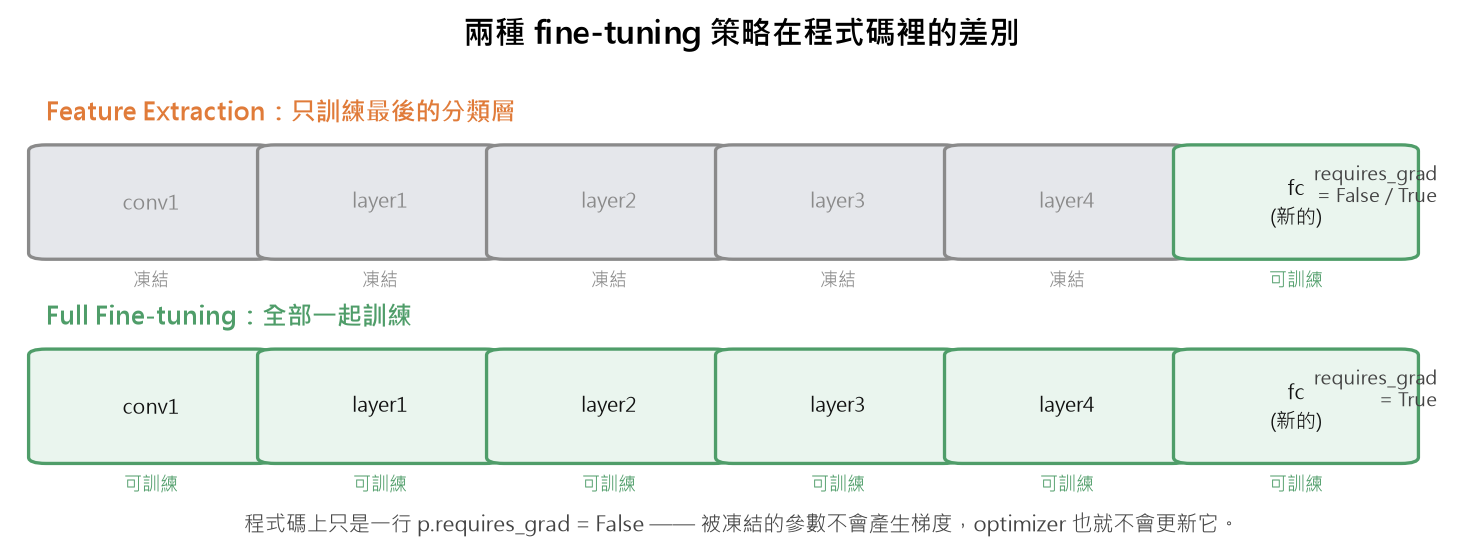 兩種 fine-tuning 策略在程式碼裡的差別
Feature Extraction：只訓練最後的分類層
conv1
layer1
layer2
layer3
layer4
fc
(新的)
requires_grad
= False / True
凍結
凍結
凍結
凍結
凍結
可訓練
Full Fine-tuning：全部一起訓練
conv1
layer1
layer2
layer3
layer4
fc
(新的)
requires_grad
= True
可訓練
可訓練
可訓練
可訓練
可訓練
可訓練
程式碼上只是一行 p.requires_grad = False —— 被凍結的參數不會產生梯度，optimizer 也就不會更新它。